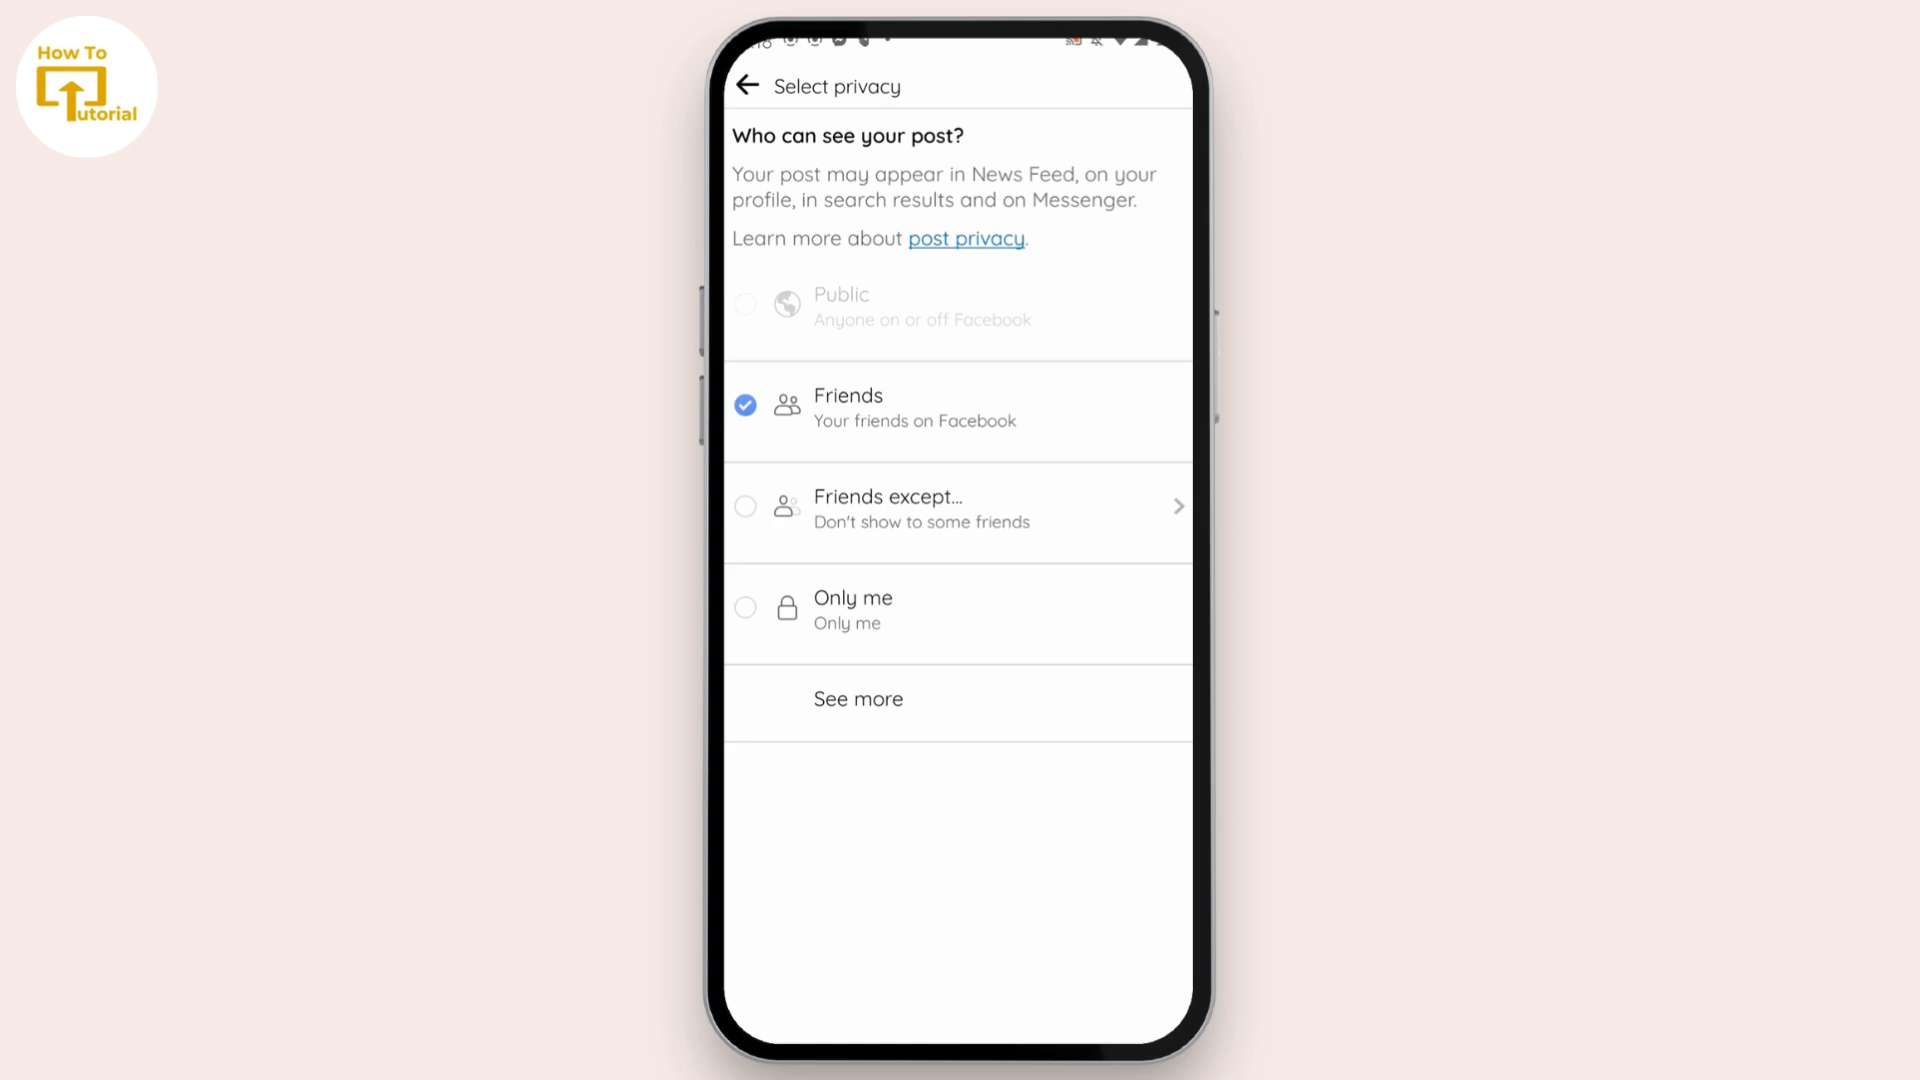 How To
Tutorial
Select privacy
Who can see your post?
Your post may appear in News Feed, on your
profile, in search results and on Messenger.
Learn more about post privacy.
Public
Anyone on or off Facebook
Friends
Your friends on Facebook
Friends except...
Don't show to some friends
Only me
Only me
See more